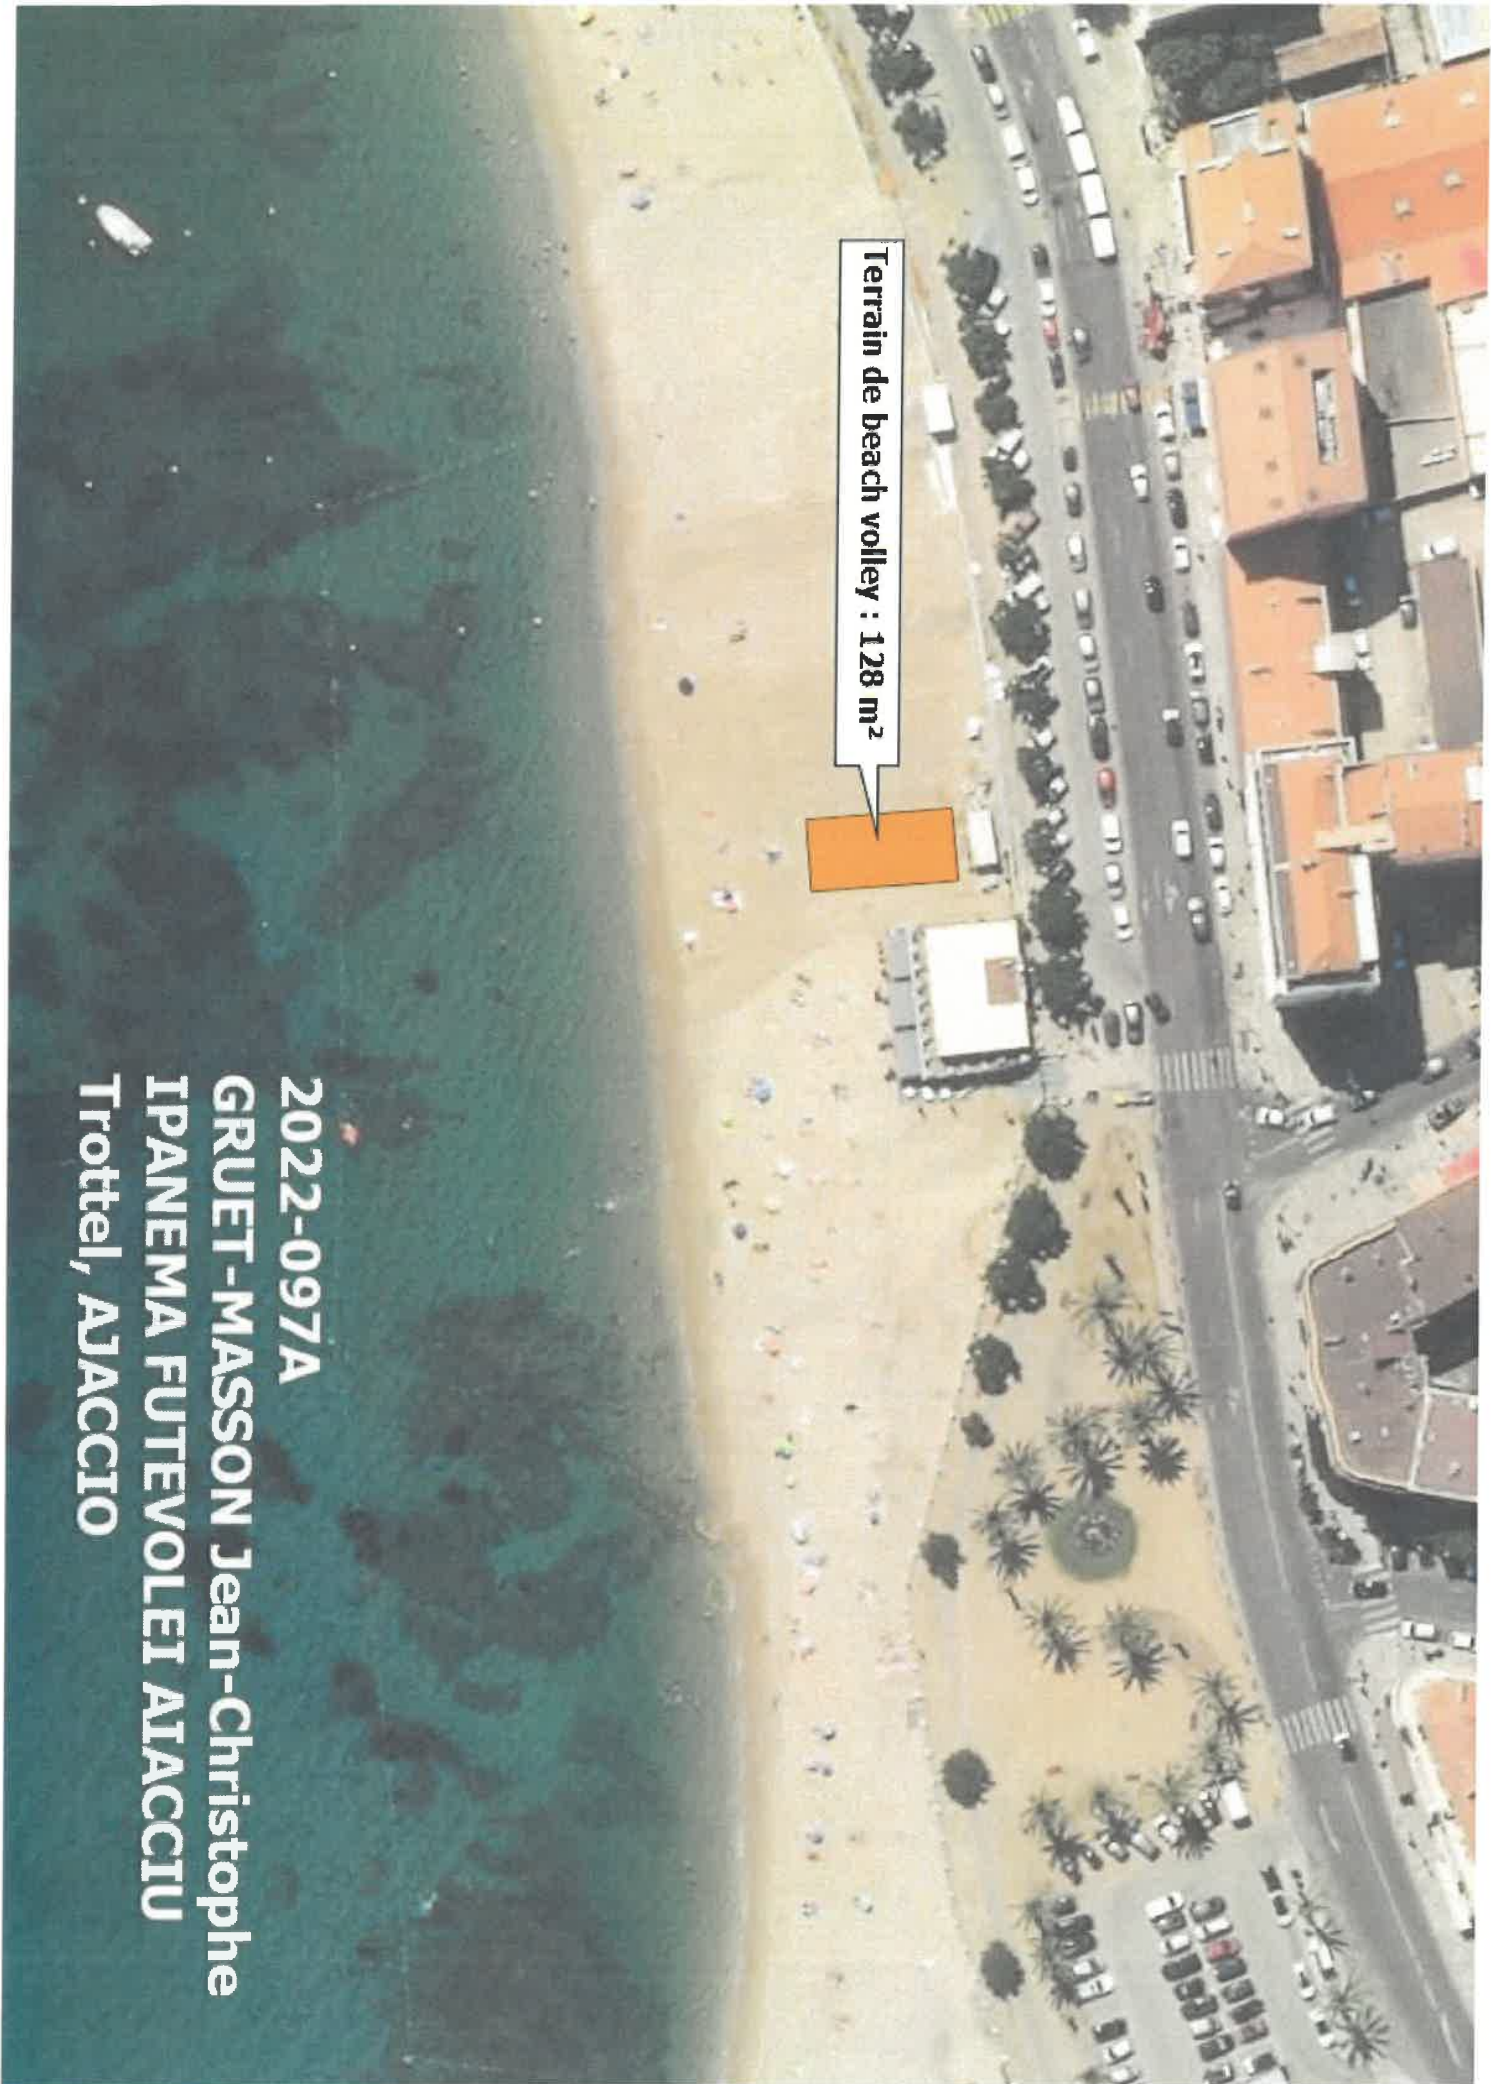 Terrain de beach volley : 128 m²
2022-097A
GRUET-MASSON Jean-Christophe
IPANEMA FUTEVOLEI AIACCIU
Trottel, AJACCIO